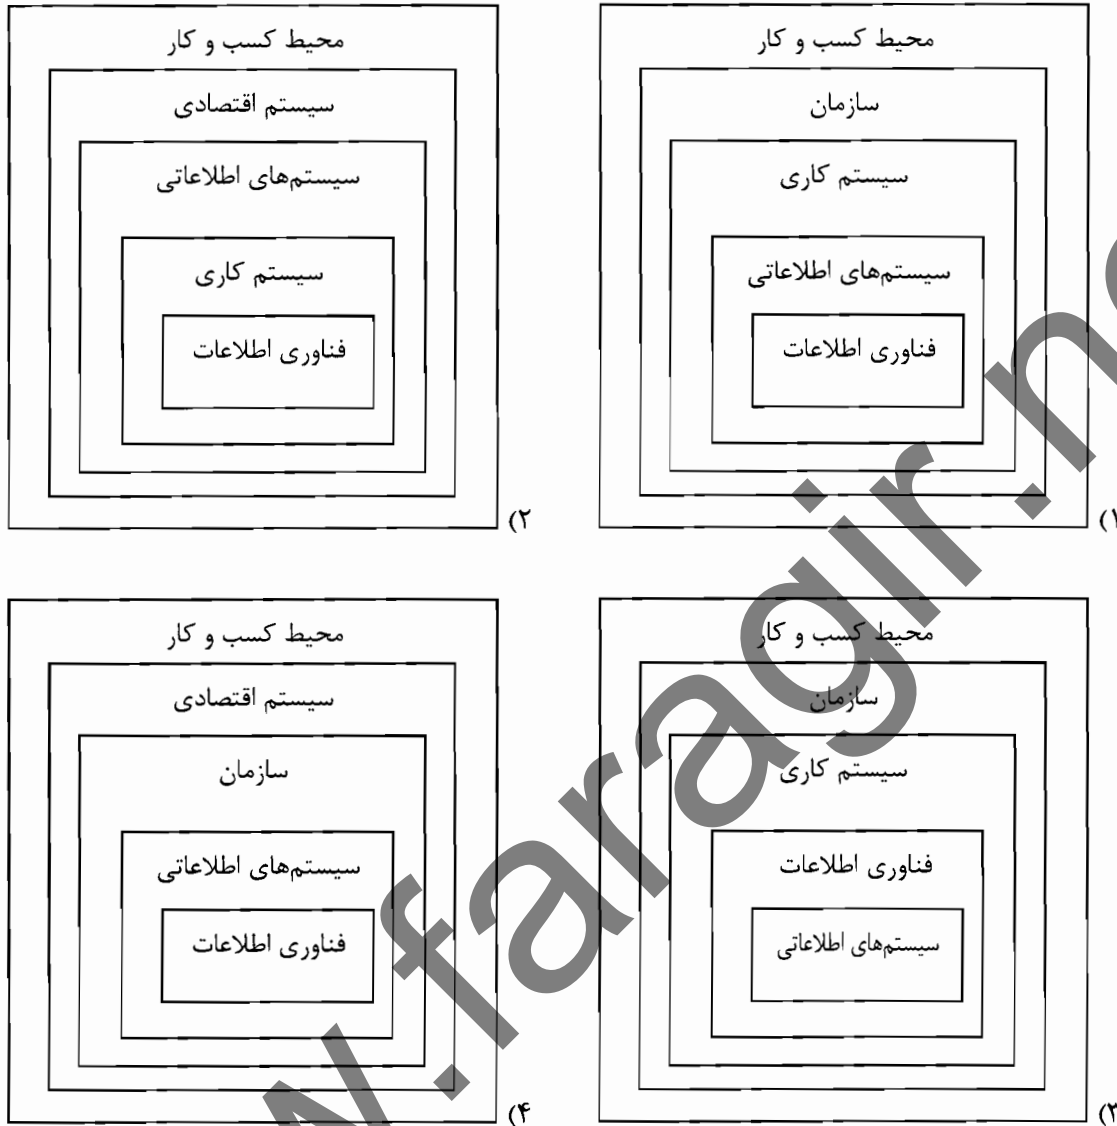 محیط کسب و کار
سازمان
سیستم کاری
سیستم‌های اطلاعاتی
فناوری اطلاعات
۱)
محیط کسب و کار
سیستم اقتصادی
سیستم‌های اطلاعاتی
سیستم کاری
فناوری اطلاعات
۲)
محیط کسب و کار
سازمان
سیستم کاری
فناوری اطلاعات
سیستم‌های اطلاعاتی
۳)
محیط کسب و کار
سیستم اقتصادی
سازمان
سیستم‌های اطلاعاتی
فناوری اطلاعات
۴)
w.faragir.n